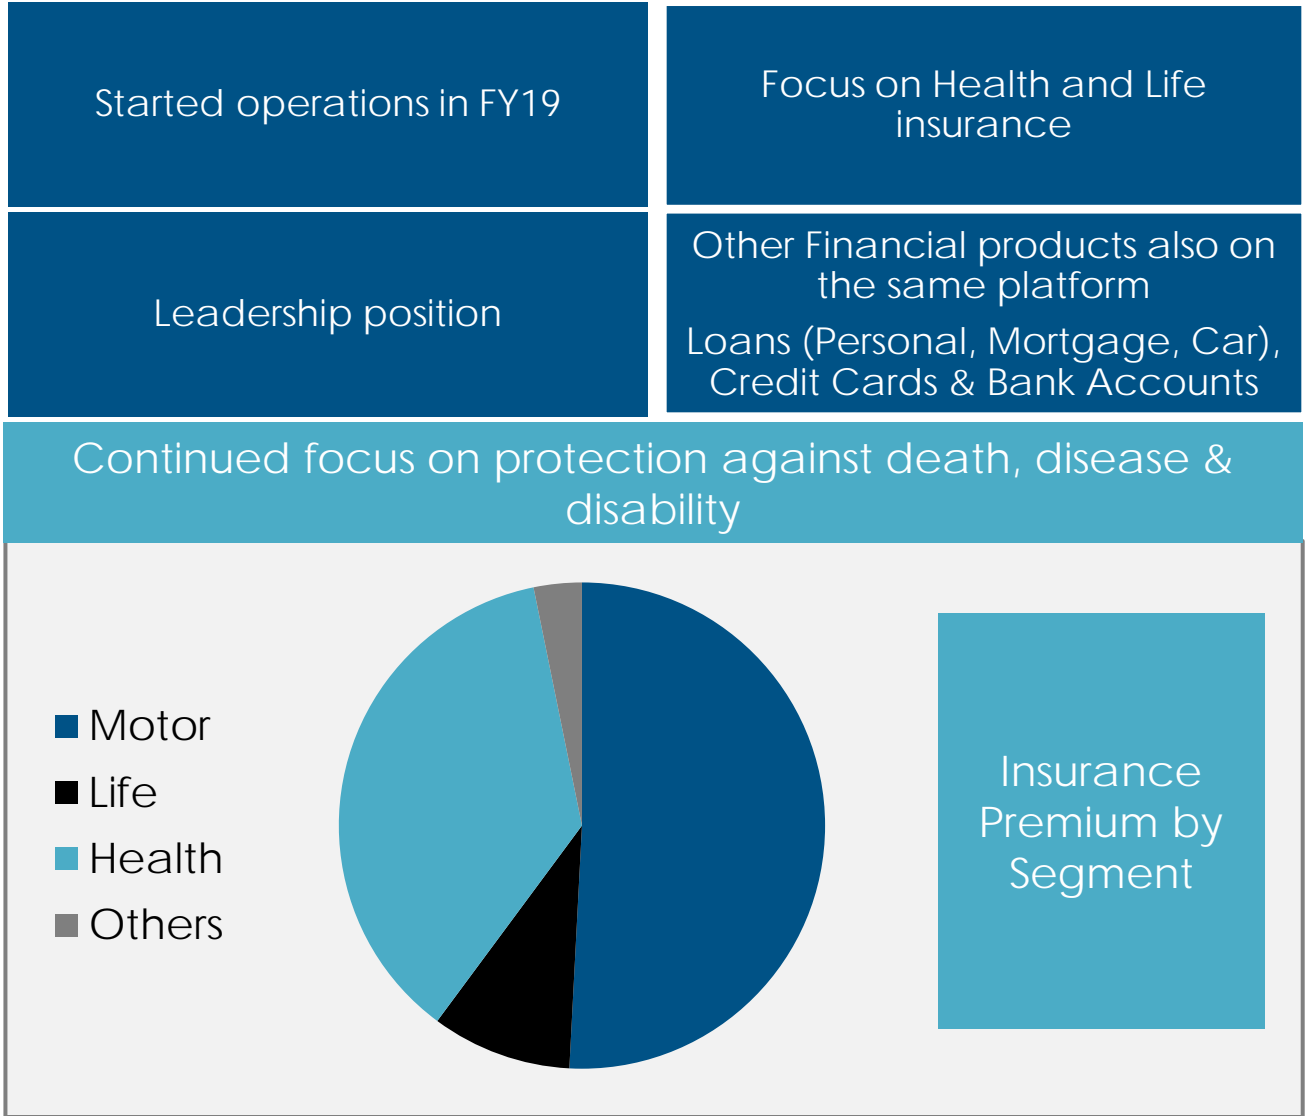 Started operations in FY19
Focus on Health and Life
insurance
Leadership position
Other Financial products also on
the same platform
Loans (Personal, Mortgage, Car),
Credit Cards & Bank Accounts
Continued focus on protection against death, disease &
disability
Motor
Life
Health
Others
Insurance
Premium by
Segment